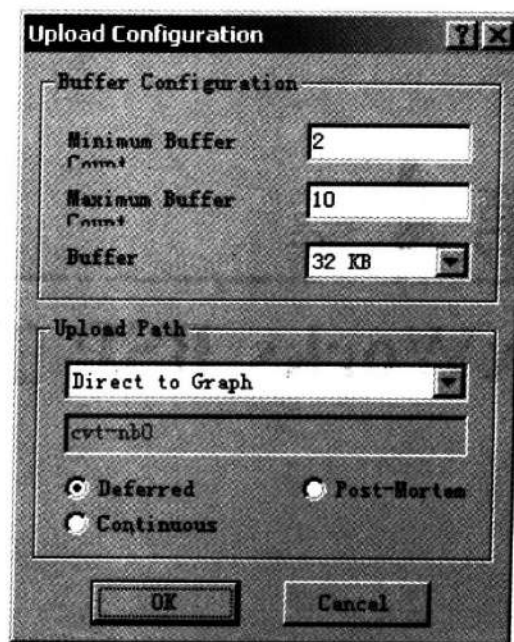 Upload Configuration
Buffer Configuration
Minimum Buffer
Count
2
Maximum Buffer
Count
10
Buffer
32 KB
Upload Path
Direct to Graph
cvt-nb0
Deferred
Post-Mortem
Continuous
OK
Cancel